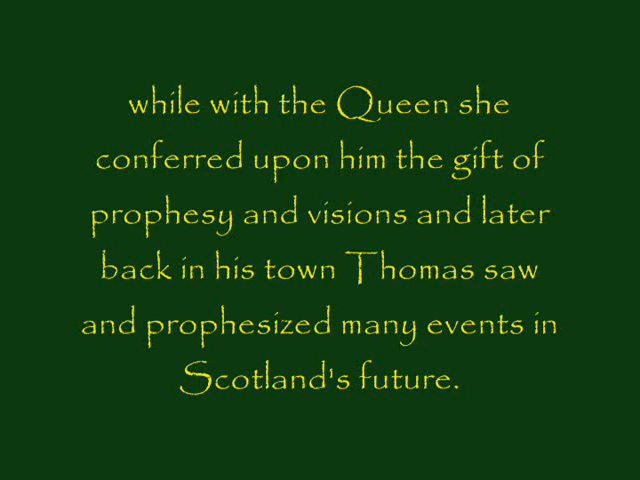 while with the Queen she
conferred upon him the gift of
prophesy and visions and later
back in his town Thomas saw
and prophesized many events in
Scotland's future.